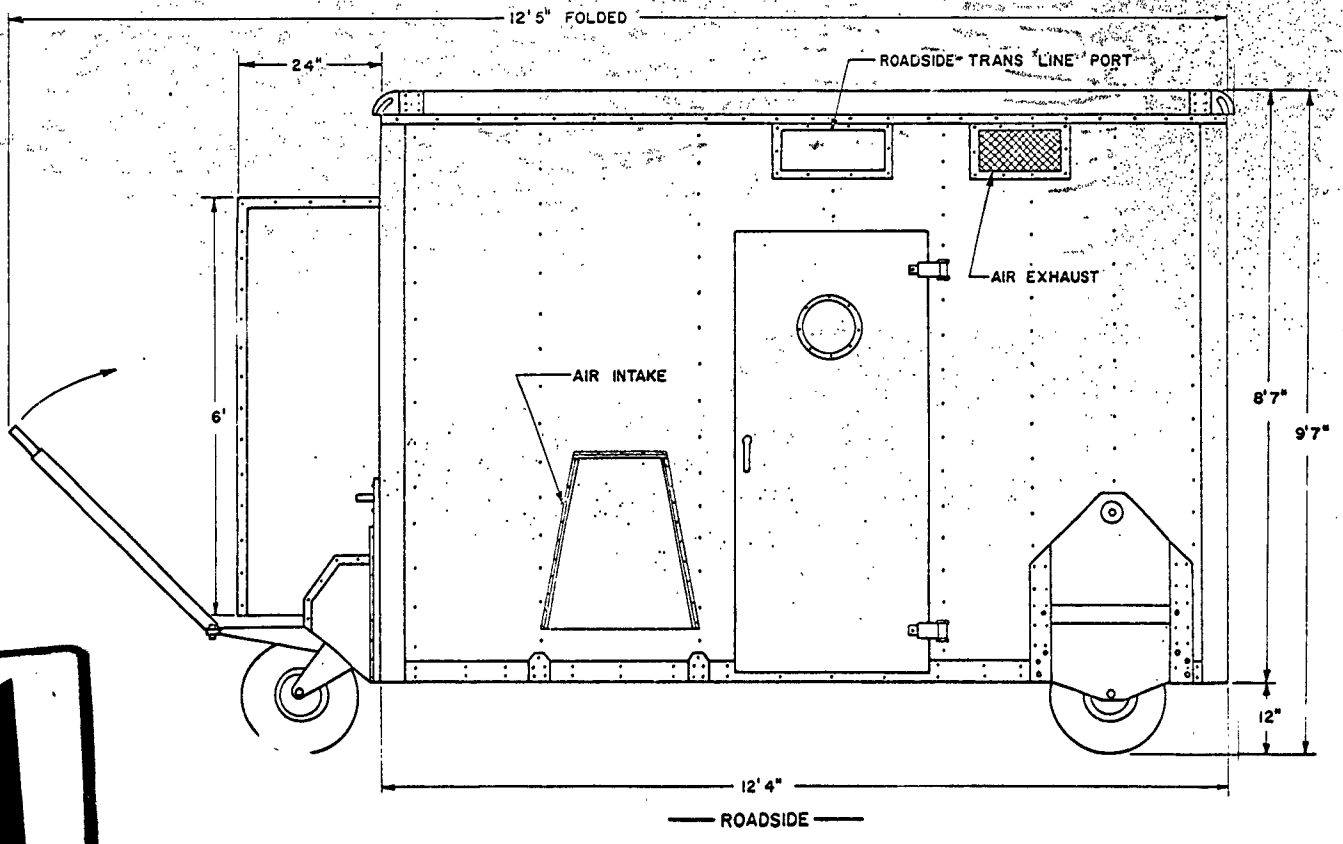 12' 5" FOLDED
24"
ROADSIDE- TRANS "LINE" PORT
AIR EXHAUST
AIR INTAKE
6'
8'7"
9'7"
12"
12' 4"
ROADSIDE